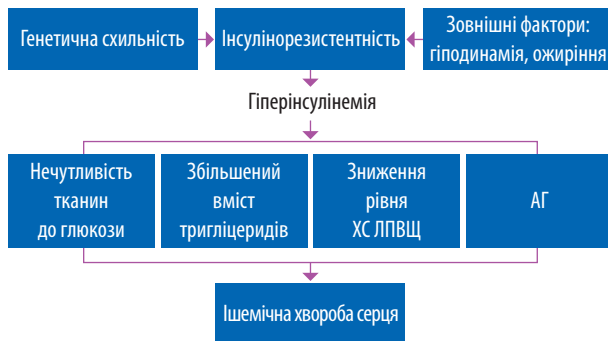 Генетична схильність
Інсулінорезистентність
Зовнішні фактори:
гіподинамія, ожиріння
Гіперінсулінемія
Нечутливість
тканин
до глюкози
Збільшений
вміст
тригліцеридів
Зниження
рівня
ХС ЛПВЩ
АГ
Ішемічна хвороба серця